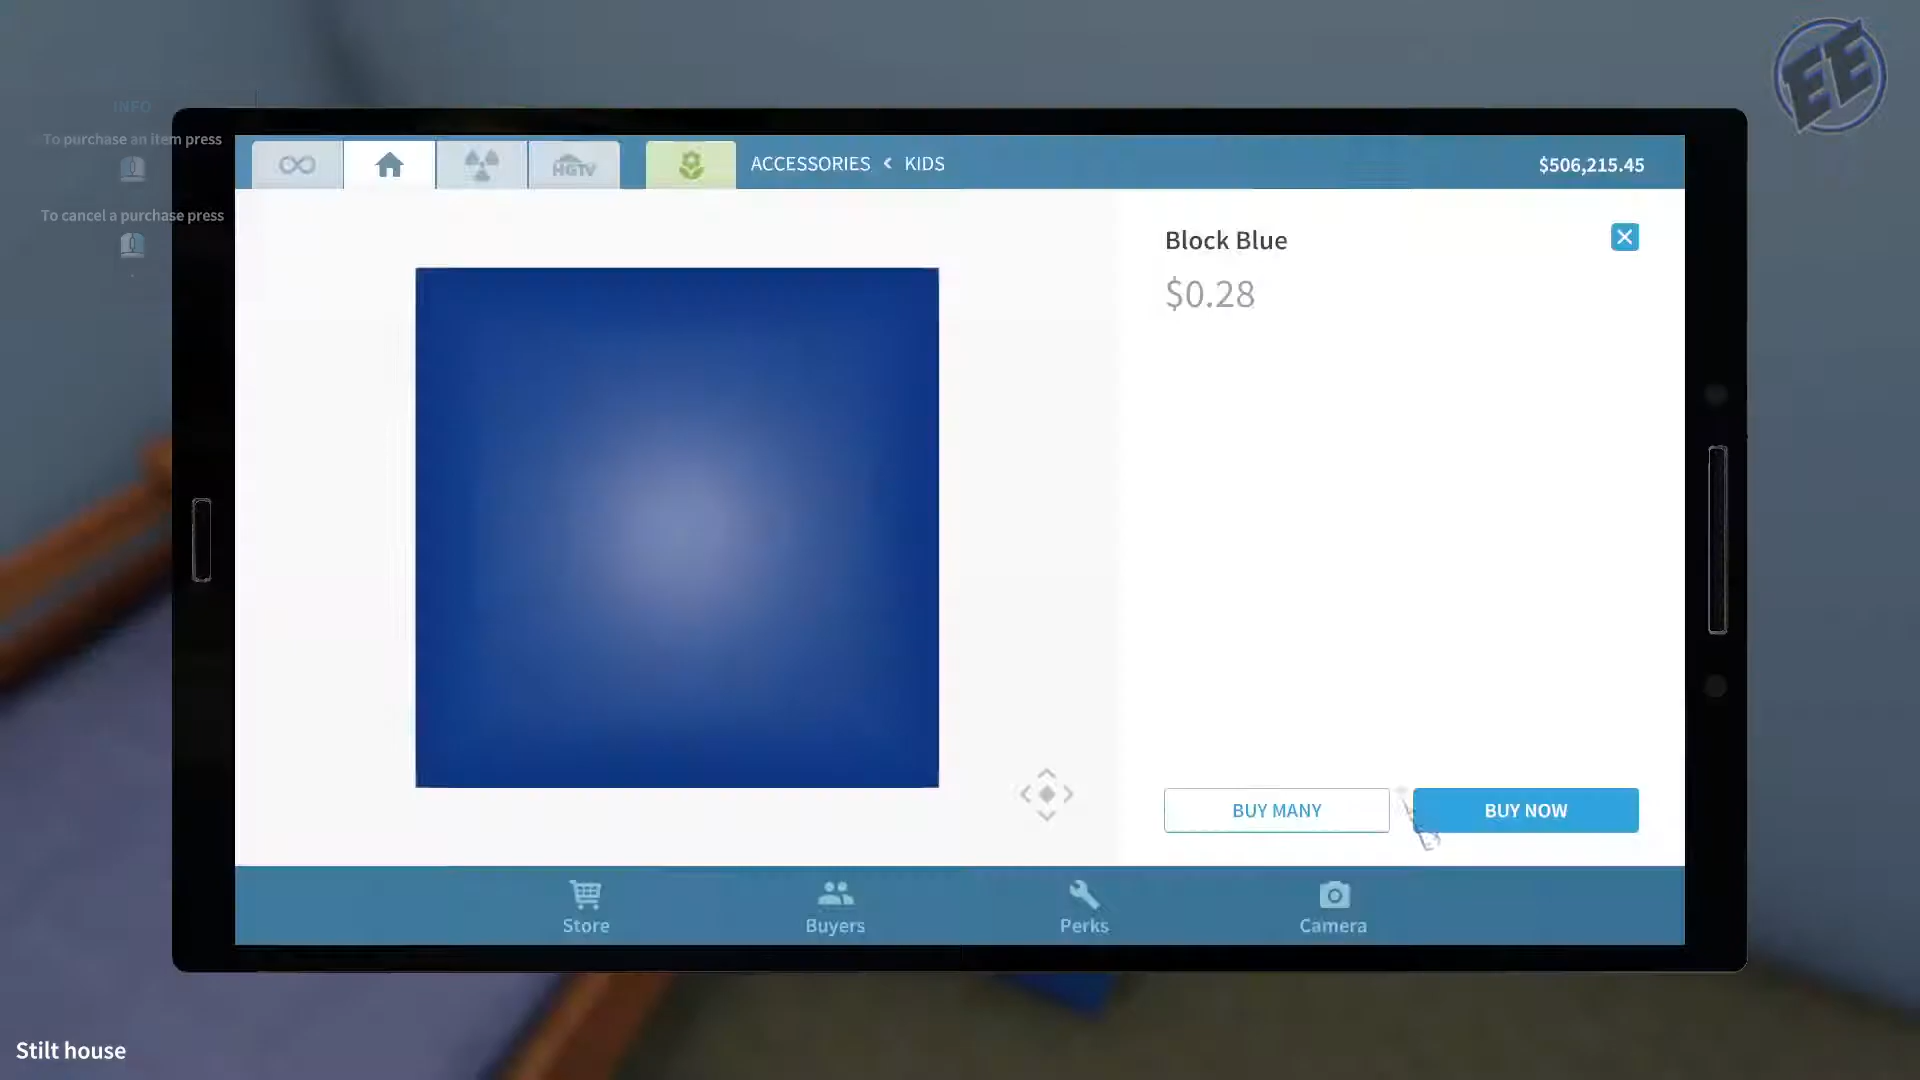 EE
INFO
To purchase an item press
To cancel a purchase press
HGTV
ACCESSORIES < KIDS
$506,215.45
Block Blue
$0.28
BUY MANY
BUY NOW
Store
Buyers
Perks
Camera
Stilt house